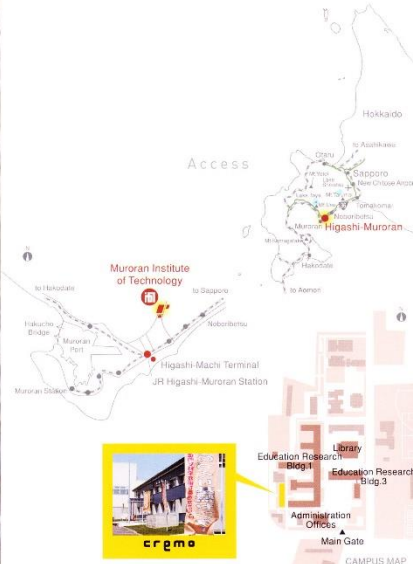 Access
Hokkaido
to Asahikawa
Otaru
Sapporo
New Chitose Airport
Tomakomai
Noboribetsu
Muroran
Higashi-Muroran
Hakodate
to Aomori
Muroran Institute
of Technology
to Hakodate
to Sapporo
Hakucho
Bridge
Muroran
Port
Noboribetsu
Higashi-Machi Terminal
JR Higashi-Muroran Station
Muroran Station
Library
Education Research
Bldg.1
Education Research
Bldg.3
Administration
Offices
Main Gate
CAMPUS MAP
cremo